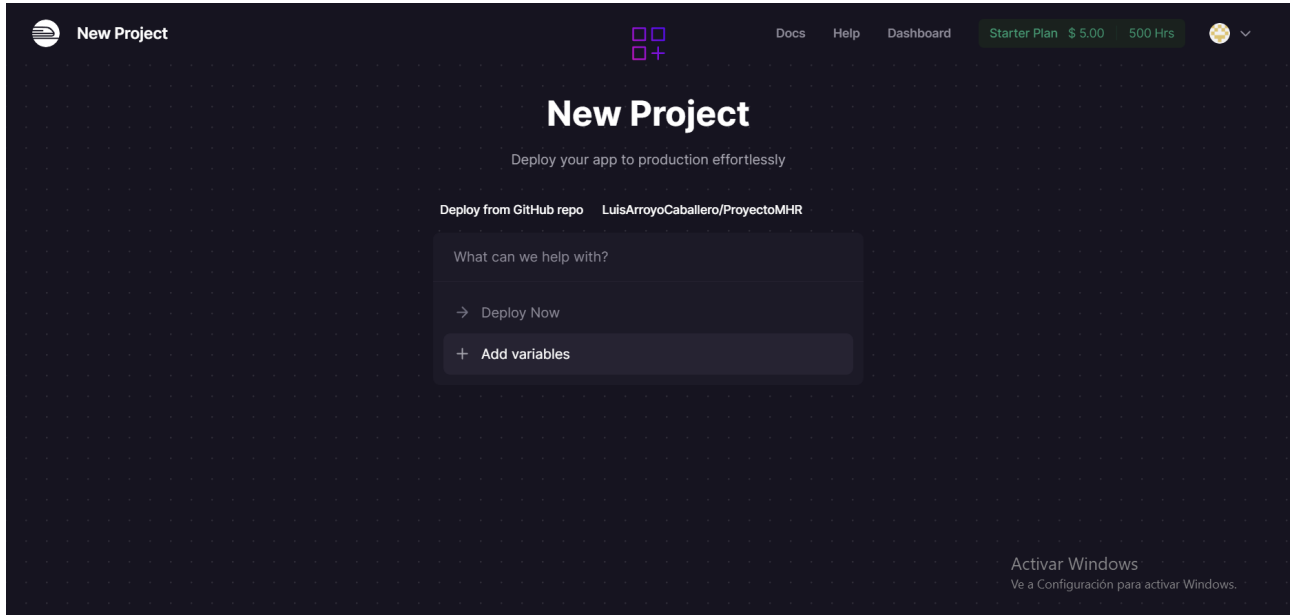 New Project
Docs Help Dashboard Starter Plan $ 5.00 500 Hrs
New Project
Deploy your app to production effortlessly
Deploy from GitHub repo LuisArroyoCaballero/ProyectoMHR
What can we help with?
Deploy Now
Add variables
Activar Windows
Ve a Configuración para activar Windows.